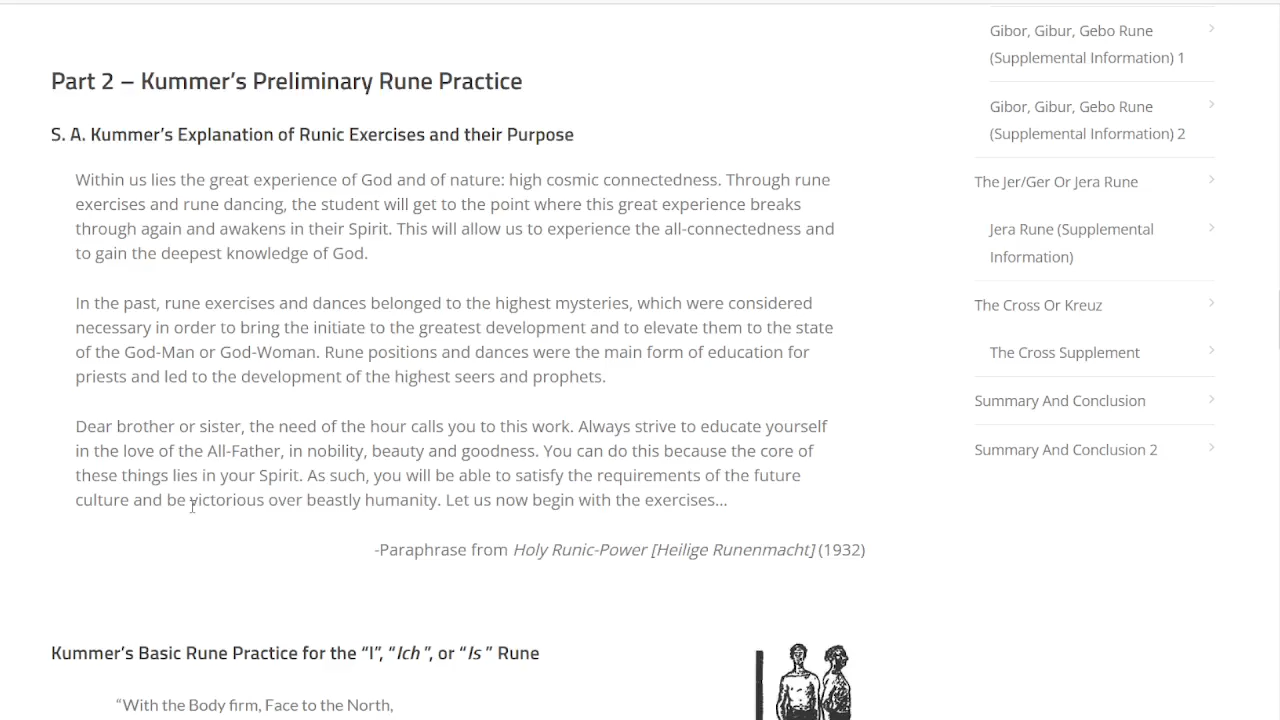 Part 2 – Kummer's Preliminary Rune Practice
S. A. Kummer's Explanation of Runic Exercises and their Purpose
Within us lies the great experience of God and of nature: high cosmic connectedness. Through rune
exercises and rune dancing, the student will get to the point where this great experience breaks
through again and awakens in their Spirit. This will allow us to experience the all-connectedness and
to gain the deepest knowledge of God.
In the past, rune exercises and dances belonged to the highest mysteries, which were considered
necessary in order to bring the initiate to the greatest development and to elevate them to the state
of the God-Man or God-Woman. Rune positions and dances were the main form of education for
priests and led to the development of the highest seers and prophets.
Dear brother or sister, the need of the hour calls you to this work. Always strive to educate yourself
in the love of the All-Father, in nobility, beauty and goodness. You can do this because the core of
these things lies in your Spirit. As such, you will be able to satisfy the requirements of the future
culture and be victorious over beastly humanity. Let us now begin with the exercises...
-Paraphrase from Holy Runic-Power [Heilige Runenmacht] (1932)
Kummer's Basic Rune Practice for the “I”, “Ich”, or “Is” Rune
“With the Body firm, Face to the North,
Gibor, Gibur, Gebo Rune
(Supplemental Information) 1
Gibor, Gibur, Gebo Rune
(Supplemental Information) 2
The Jer/Ger Or Jera Rune
Jera Rune (Supplemental
Information)
The Cross Or Kreuz
The Cross Supplement
Summary And Conclusion
Summary And Conclusion 2